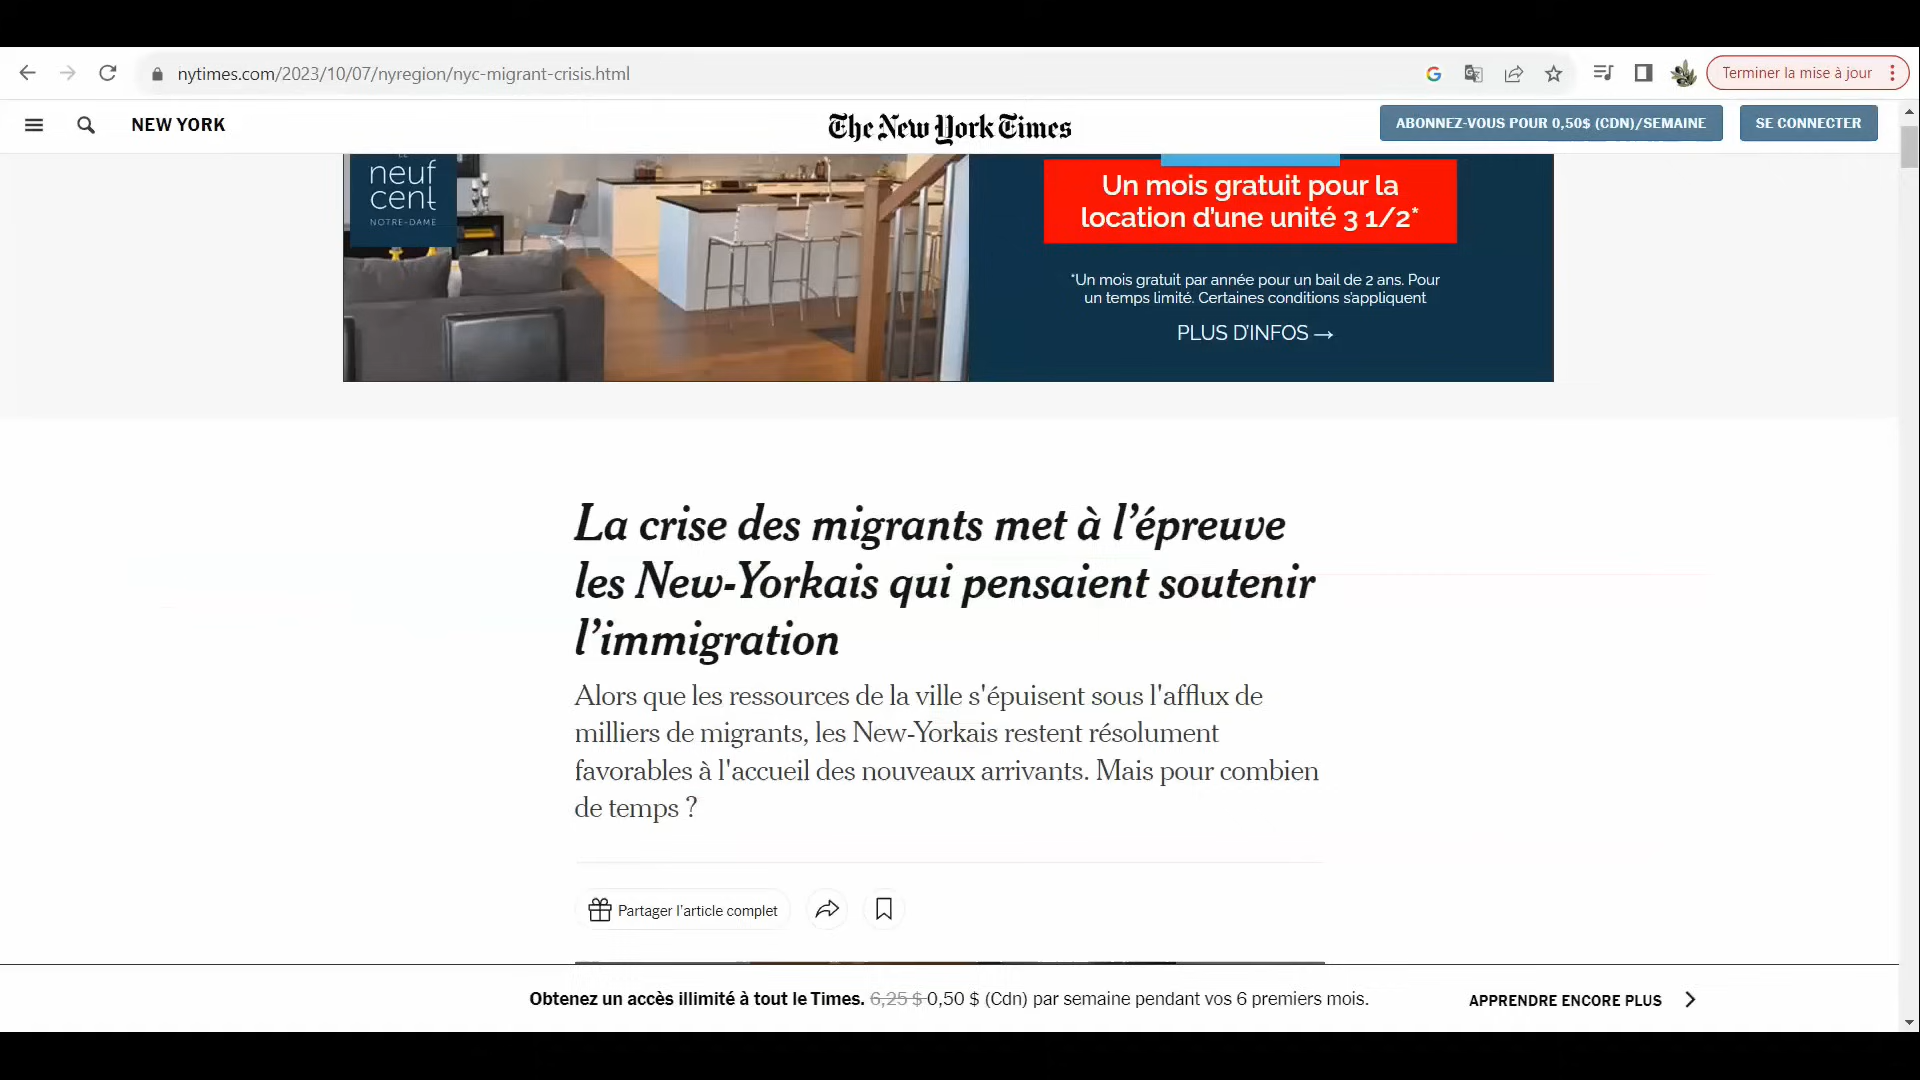 nytimes.com/2023/10/07/nyregion/nyc-migrant-crisis.html
Terminer la mise à jour
NEW YORK
The New York Times
ABONNEZ-VOUS POUR 0,50$ (CDN)/SEMAINE
SE CONNECTER
neuf
cent
NOTRE-DAME
Un mois gratuit pour la
location d'une unité 3 1/2*
*Un mois gratuit par année pour un bail de 2 ans. Pour
un temps limité. Certaines conditions s'appliquent
PLUS D'INFOS →
La crise des migrants met à l’épreuve
les New-Yorkais qui pensaient soutenir
l’immigration
Alors que les ressources de la ville s'épuisent sous l'afflux de
milliers de migrants, les New-Yorkais restent résolument
favorables à l'accueil des nouveaux arrivants. Mais pour combien
de temps ?
Partager l’article complet
Obtenez un accès illimité à tout le Times. 6,25 $ 0,50 $ (Cdn) par semaine pendant vos 6 premiers mois.
APPRENDRE ENCORE PLUS